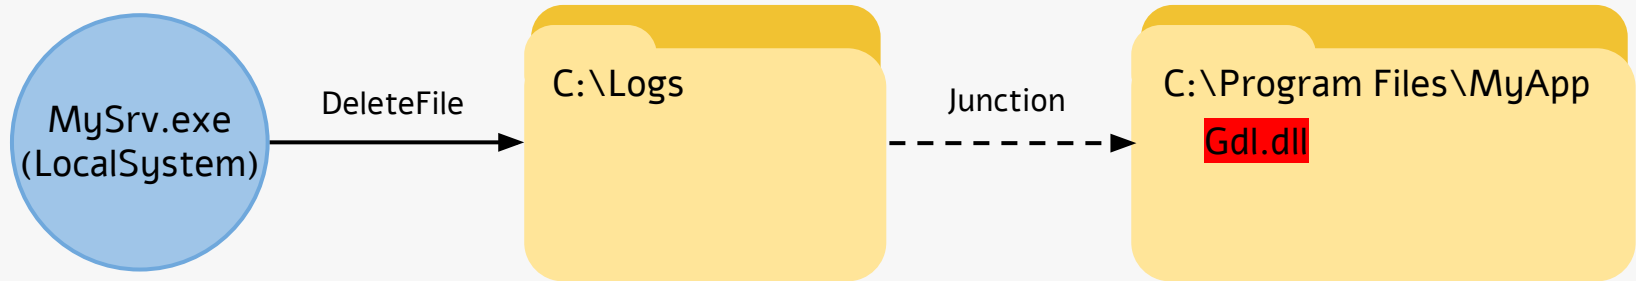 MySrv.exe
(LocalSystem)
DeleteFile
C:\Logs
Junction
C:\Program Files\MyApp
Gdl.dll